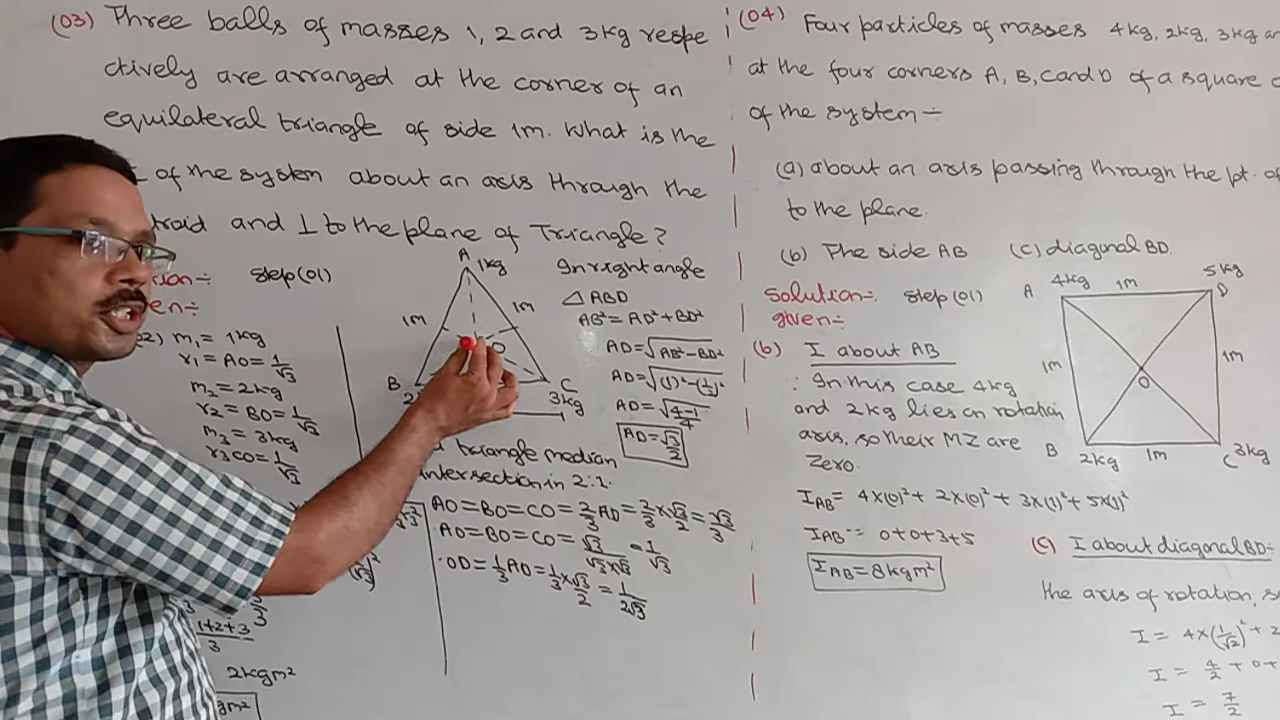 (03) Three balls of masses 1, 2 and 3kg respe
ctively are arranged at the corner of an
equilateral triangle of side 1m. What is the
of the system about an axis through the
and ⊥ to the plane of Triangle?
step(01)
m₁ = 1kg
r₁ = AO = 1/√3
m₂ = 2kg
r₂ = BO = 1/√3
m₃ = 3kg
r₃ CO = 1/√3
1+2+3/3
2kgm²
A 1kg
1m
1m
O
B
C
3kg
In right angle
△ ABD
AB² = AD² + BD²
AD = √AB² - BD²
AD = √(1)² - (1/2)²
AD = √4-1/4
AD = √3/2
triangle median
intersection in 2:1.
AO = BO = CO = 2/3 AD = 2/3 × √3/2 = √3/3
AO = BO = CO = √3/√3×√3 = 1/√3
OD = 1/3 AD = 1/3 × √3/2 = 1/2√3
(04) Four particles of masses 4kg, 2kg, 3kg
at the four corners A, B, C and D of a square
of the system ÷
(a) about an axis passing through the pt. of
to the plane.
(b) The side AB (c) diagonal BD.
Solution÷ step(01)
given÷
(b) I about AB
∵ In this case 4kg
and 2kg lies on rotation
axis, so their MI are
Zero.
I_AB = 4×(0)² + 2×(0)² + 3×(1)² + 5×(1)²
I_AB = 0+0+3+5
I_AB = 8kgm²
A
4kg
1m
5kg
D
1m
1m
O
B
2kg
1m
C 3kg
(c) I about diagonal BD÷
the axis of rotation,
I = 4×(1/√2)² + 2
I = 4/2 + 0 +
I = 7/2